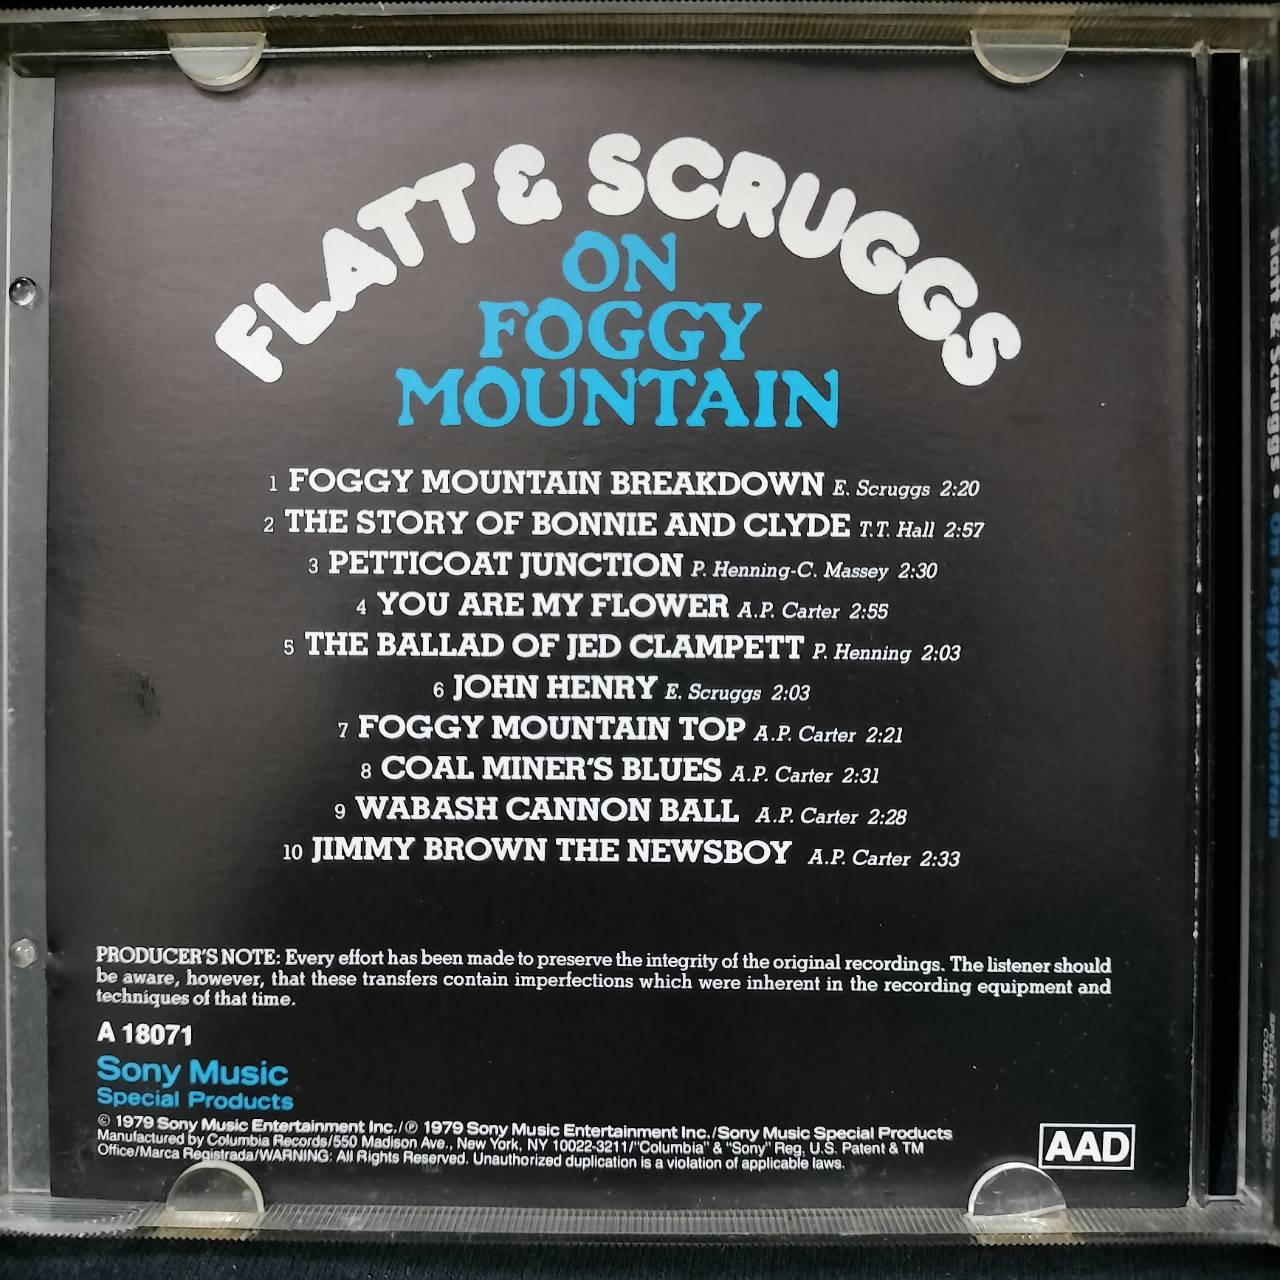 FLATT & SCRUGGS
ON
FOGGY
MOUNTAIN
1 FOGGY MOUNTAIN BREAKDOWN E. Scruggs 2:20
2 THE STORY OF BONNIE AND CLYDE T.T. Hall 2:57
3 PETTICOAT JUNCTION P. Henning-C. Massey 2:30
4 YOU ARE MY FLOWER A.P. Carter 2:55
5 THE BALLAD OF JED CLAMPETT P. Henning 2:03
6 JOHN HENRY E. Scruggs 2:03
7 FOGGY MOUNTAIN TOP A.P. Carter 2:21
8 COAL MINER'S BLUES A.P. Carter 2:31
9 WABASH CANNON BALL A.P. Carter 2:28
10 JIMMY BROWN THE NEWSBOY A.P. Carter 2:33
PRODUCER'S NOTE: Every effort has been made to preserve the integrity of the original recordings. The listener should
be aware, however, that these transfers contain imperfections which were inherent in the recording equipment and
techniques of that time.
A 18071
Sony Music
Special Products
© 1979 Sony Music Entertainment Inc./℗ 1979 Sony Music Entertainment Inc./Sony Music Special Products
Manufactured by Columbia Records/550 Madison Ave., New York, NY 10022-3211/"Columbia" & "Sony" Reg. U.S. Patent & TM
Office/Marca Registrada/WARNING: All Rights Reserved. Unauthorized duplication is a violation of applicable laws.
AAD
Flatt & Scruggs On Foggy Mountain